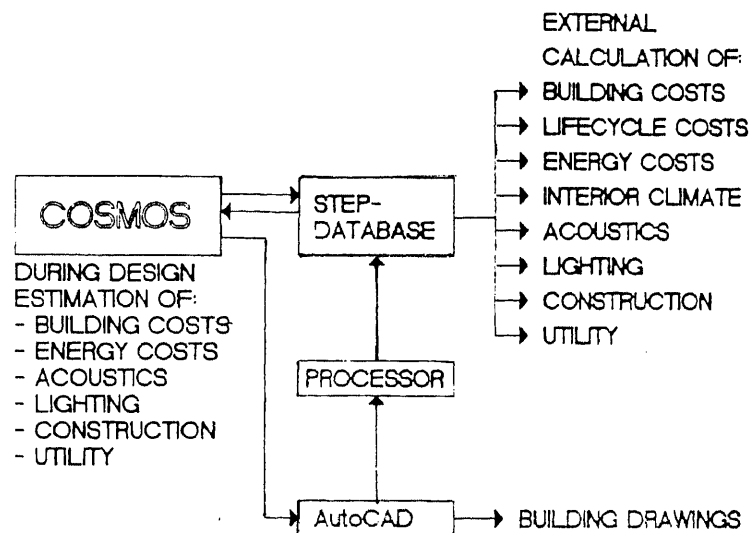 COSMOS
DURING DESIGN
ESTIMATION OF:
- BUILDING COSTS
- ENERGY COSTS
- ACOUSTICS
- LIGHTING
- CONSTRUCTION
- UTILITY
STEP-
DATABASE
PROCESSOR
AutoCAD
BUILDING DRAWINGS
EXTERNAL
CALCULATION OF:
BUILDING COSTS
LIFECYCLE COSTS
ENERGY COSTS
INTERIOR CLIMATE
ACOUSTICS
LIGHTING
CONSTRUCTION
UTILITY